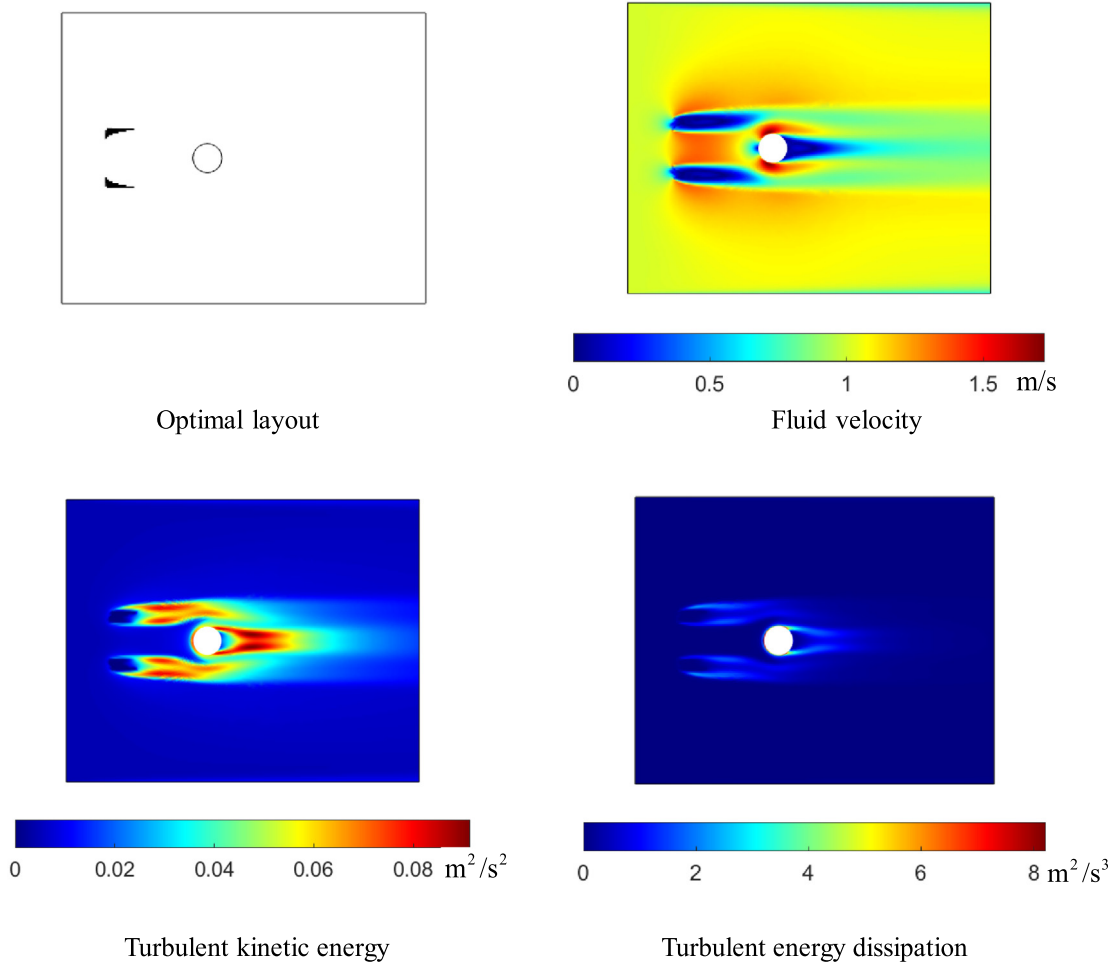 0 0.5 1 1.5 m/s
Optimal layout
Fluid velocity
0 0.02 0.04 0.06 0.08 m²/s²
0 2 4 6 8 m²/s³
Turbulent kinetic energy
Turbulent energy dissipation